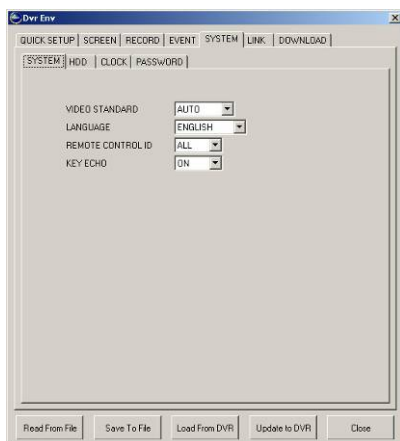 Dvr Env
QUICK SETUP SCREEN RECORD EVENT SYSTEM LINK DOWNLOAD
SYSTEM HDD CLOCK PASSWORD
VIDEO STANDARD AUTO
LANGUAGE ENGLISH
REMOTE CONTROL ID ALL
KEY ECHO ON
Read From File Save To File Load From DVR Update to DVR Close